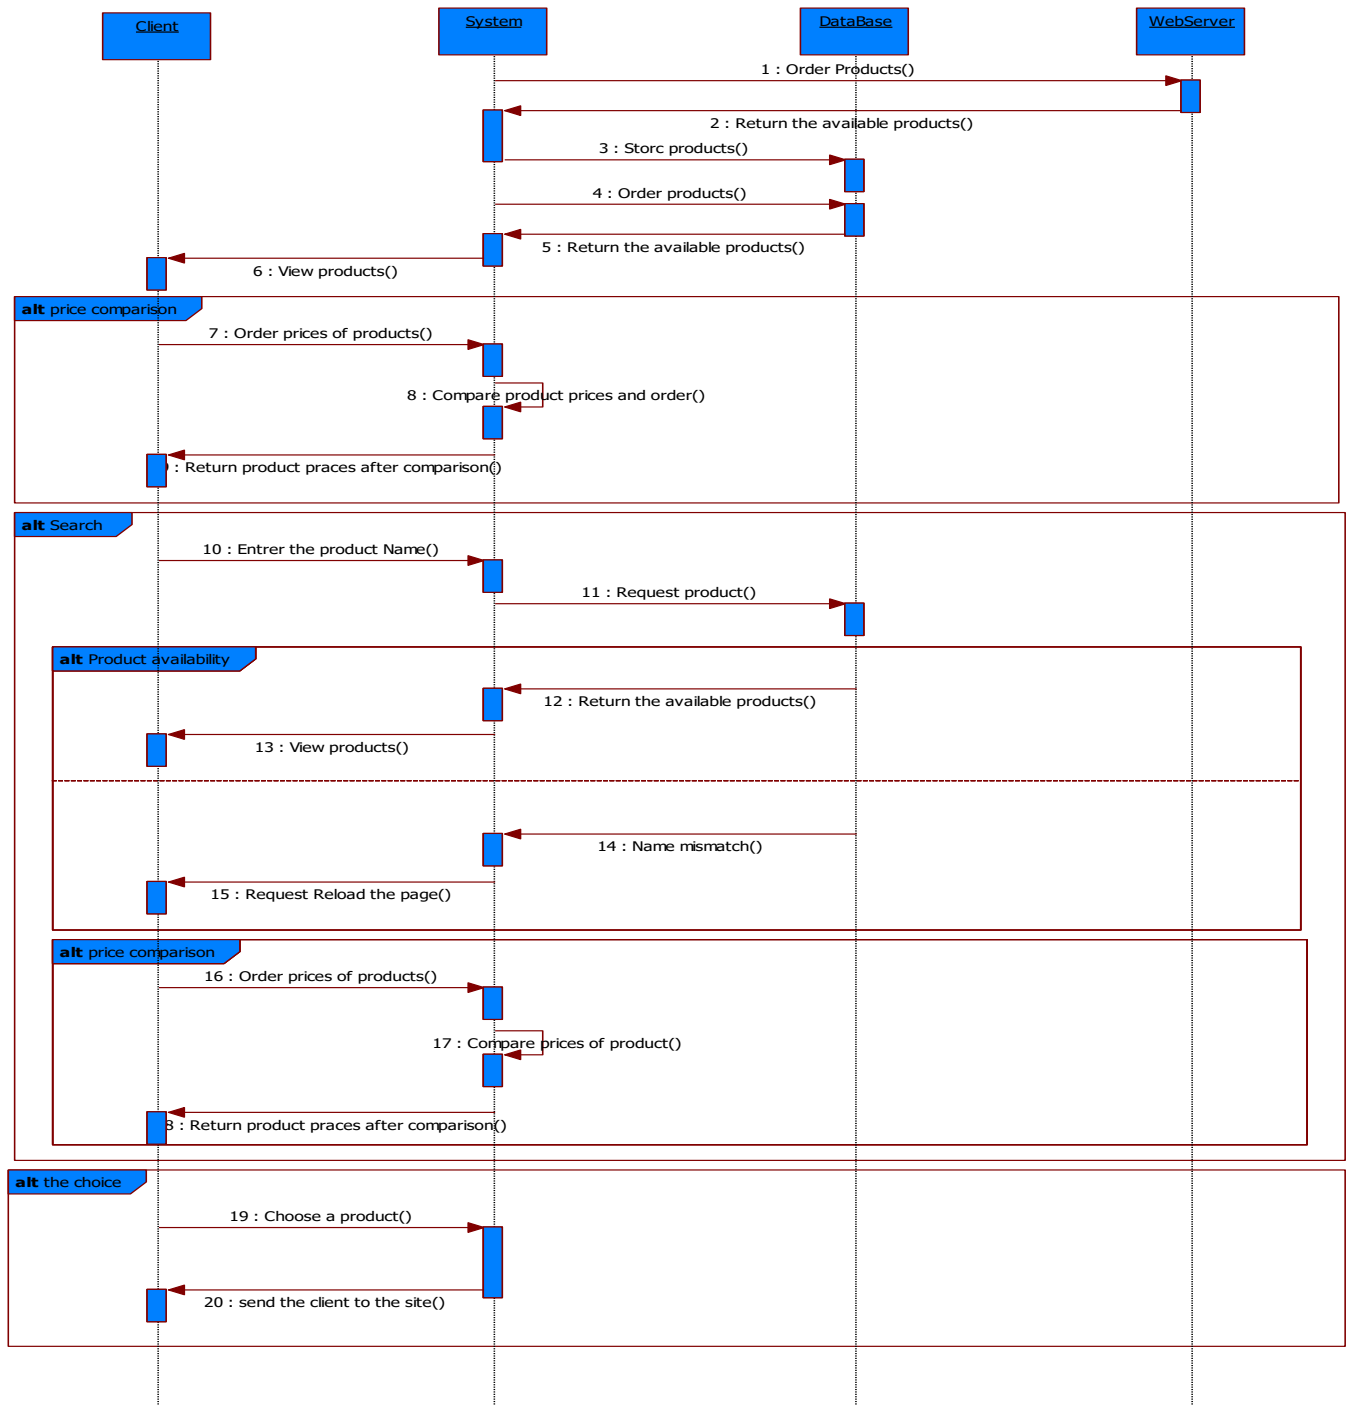 Client
System
DataBase
WebServer
1 : Order Products()
2 : Return the available products()
3 : Storc products()
4 : Order products()
5 : Return the available products()
6 : View products()
alt price comparison
7 : Order prices of products()
8 : Compare product prices and order()
: Return product praces after comparison()
alt Search
10 : Entrer the product Name()
11 : Request product()
alt Product availability
12 : Return the available products()
13 : View products()
14 : Name mismatch()
15 : Request Reload the page()
alt price comparison
16 : Order prices of products()
17 : Compare prices of product()
8 : Return product praces after comparison()
alt the choice
19 : Choose a product()
20 : send the client to the site()